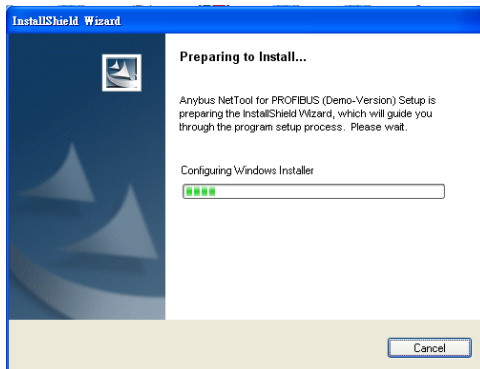 InstallShield Wizard
Preparing to Install...
Anybus NetTool for PROFIBUS (Demo-Version) Setup is
preparing the InstallShield Wizard, which will guide you
through the program setup process. Please wait.
Configuring Windows Installer
Cancel